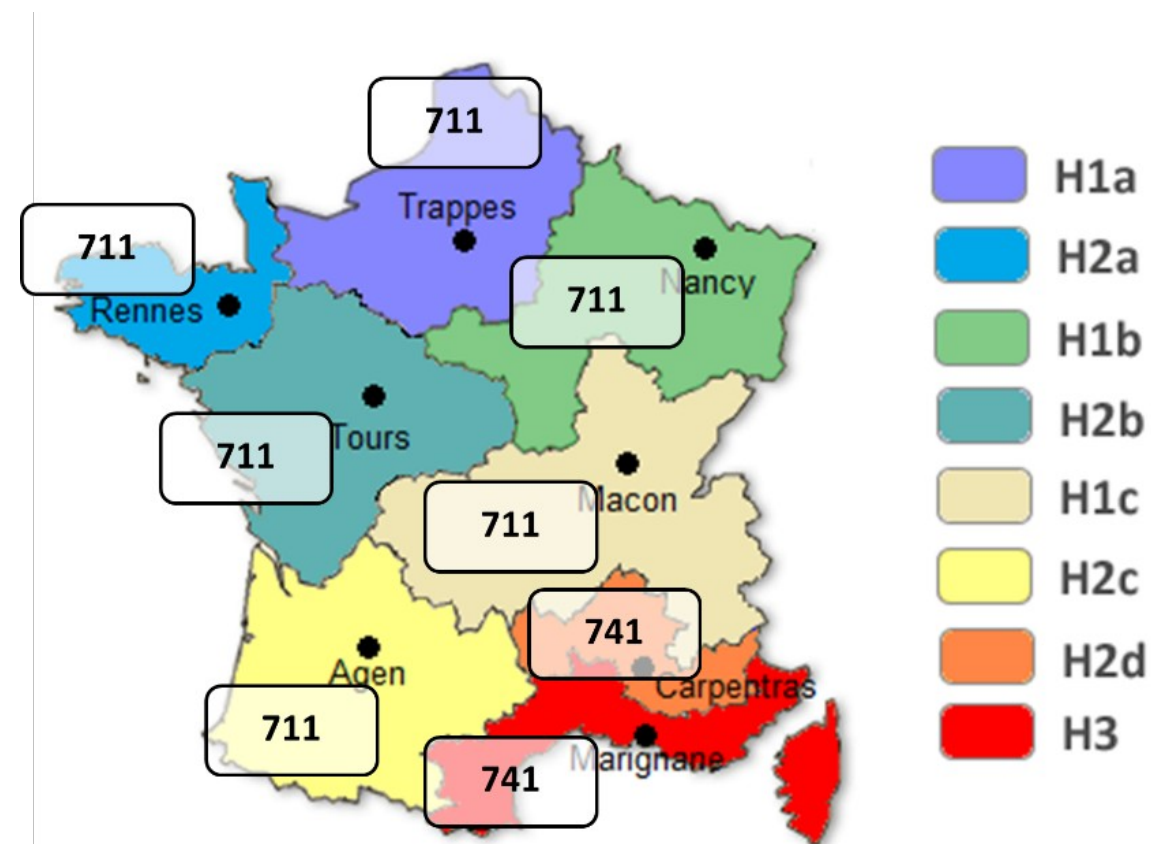 711
Trappes
711
Rennes
Nancy
711
Tours
711
Macon
711
741
Agen
Carpentras
711
741
Marignane
H1a
H2a
H1b
H2b
H1c
H2c
H2d
H3